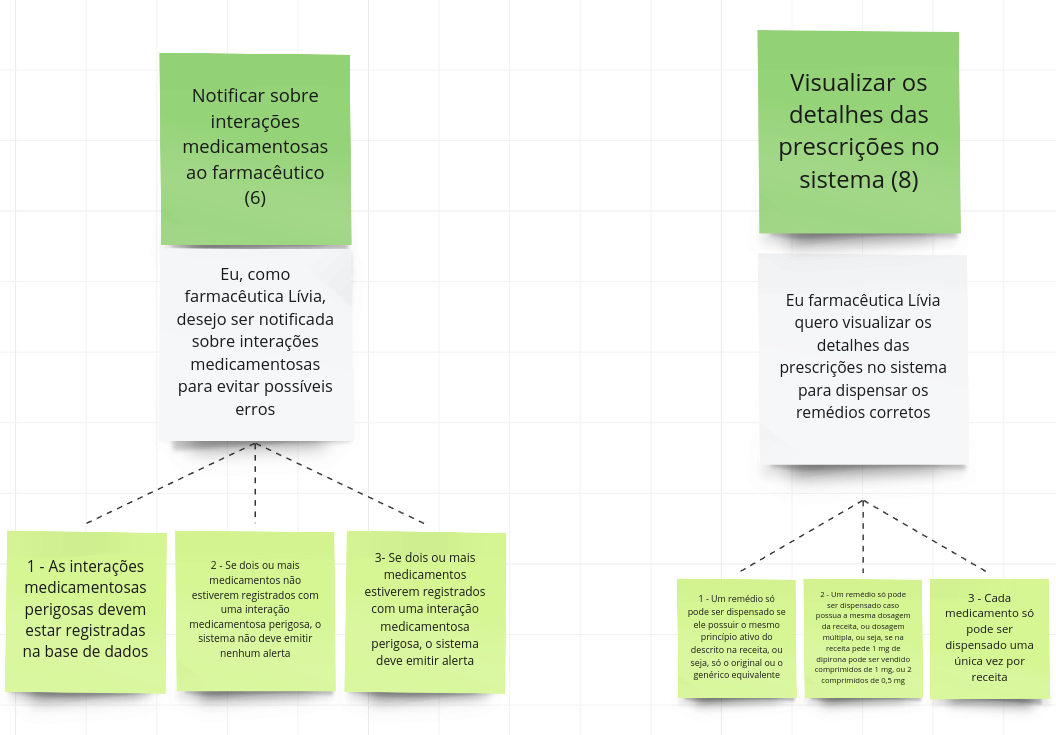 Notificar sobre
interações
medicamentosas
ao farmacêutico
(6)
Eu, como
farmacêutica Lívia,
desejo ser notificada
sobre interações
medicamentosas
para evitar possíveis
erros
1 - As interações
medicamentosas
perigosas devem
estar registradas
na base de dados
2 - Se dois ou mais
medicamentos não
estiverem registrados com
uma interação
medicamentosa perigosa, o
sistema não deve emitir
nenhum alerta
3- Se dois ou mais
medicamentos
estiverem registrados
com uma interação
medicamentosa
perigosa, o sistema
deve emitir alerta
Visualizar os
detalhes das
prescrições no
sistema (8)
Eu farmacêutica Lívia
quero visualizar os
detalhes das
prescrições no sistema
para dispensar os
remédios corretos
1 - Um remédio só
pode ser dispensado se
ele possuir o mesmo
princípio ativo do
descrito na receita, ou
seja, só o original ou o
genérico equivalente
2 - Um remédio só pode
ser dispensado caso
possua a mesma dosagem
da receita, ou dosagem
múltipla, ou seja, se na
receita pede 1 mg de
dipirona pode ser vendido
comprimidos de 1 mg, ou 2
comprimidos de 0,5 mg
3 - Cada
medicamento só
pode ser
dispensado uma
única vez por
receita